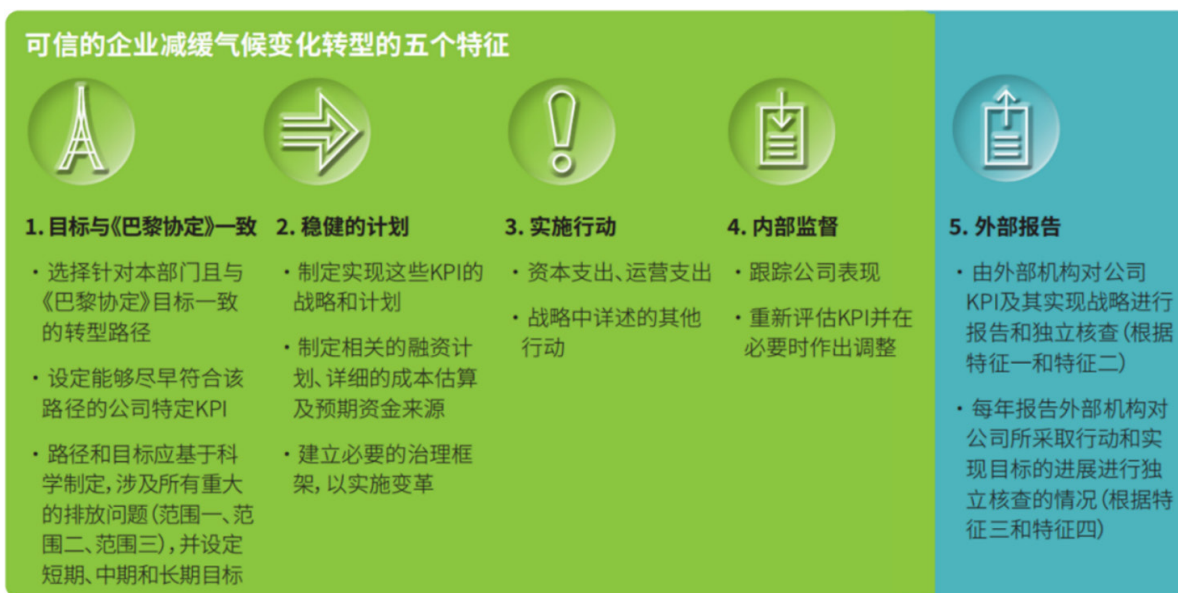 可信的企业减缓气候变化转型的五个特征
1. 目标与《巴黎协定》一致
· 选择针对本部门且与
《巴黎协定》目标一致
的转型路径
· 设定能够尽早符合该
路径的公司特定KPI
· 路径和目标应基于科
学制定，涉及所有重大
的排放问题（范围一、范
围二、范围三），并设定
短期、中期和长期目标
2. 稳健的计划
· 制定实现这些KPI的
战略和计划
· 制定相关的融资计
划、详细的成本估算
及预期资金来源
· 建立必要的治理框
架，以实施变革
3. 实施行动
· 资本支出、运营支出
· 战略中详述的其他
行动
4. 内部监督
· 跟踪公司表现
· 重新评估KPI并在
必要时作出调整
5. 外部报告
· 由外部机构对公司
KPI及其实现战略进行
报告和独立核查（根据
特征一和特征二）
· 每年报告外部机构对
公司所采取行动和实
现目标的进展进行独
立核查的情况（根据特
征三和特征四）